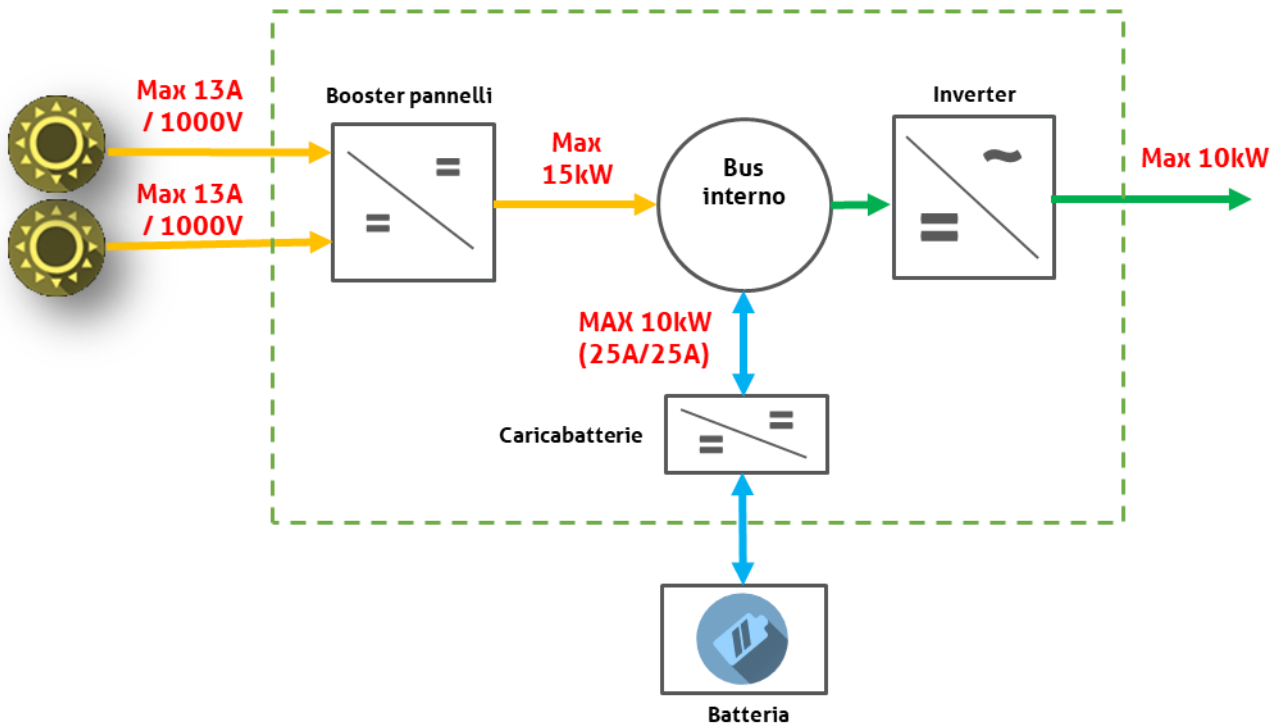 Max 13A
/ 1000V
Booster pannelli
Inverter
Max
15kW
Bus
interno
Max 10kW
Max 13A
/ 1000V
MAX 10kW
(25A/25A)
Caricabatterie
Batteria